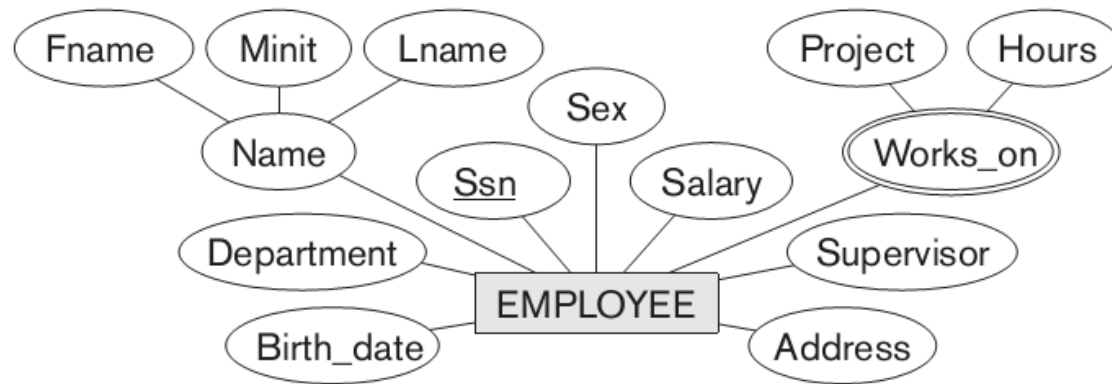 Fname
Minit
Lname
Project
Hours
Name
Sex
Works_on
Ssn
Salary
Department
Supervisor
EMPLOYEE
Birth_date
Address